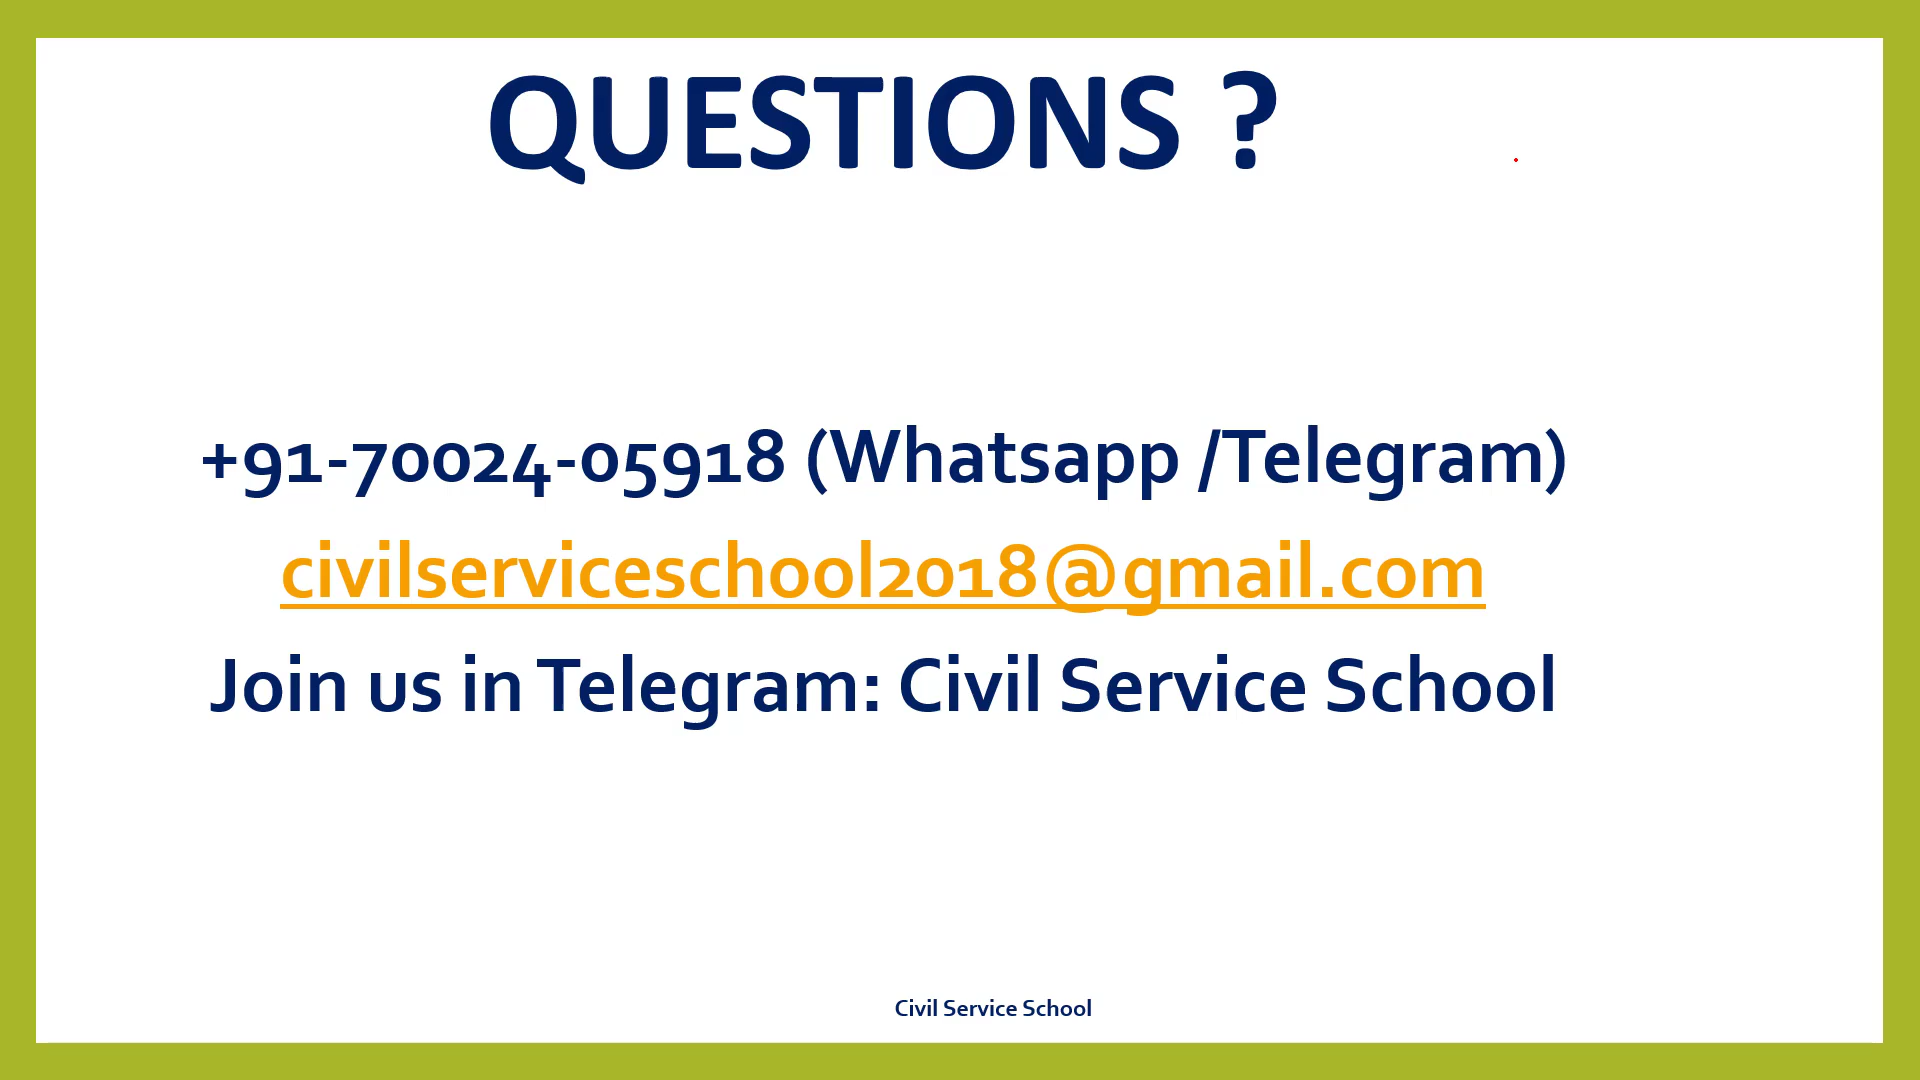 QUESTIONS ?
+91-70024-05918 (Whatsapp /Telegram)
civilserviceschool2018@gmail.com
Join us in Telegram: Civil Service School
Civil Service School